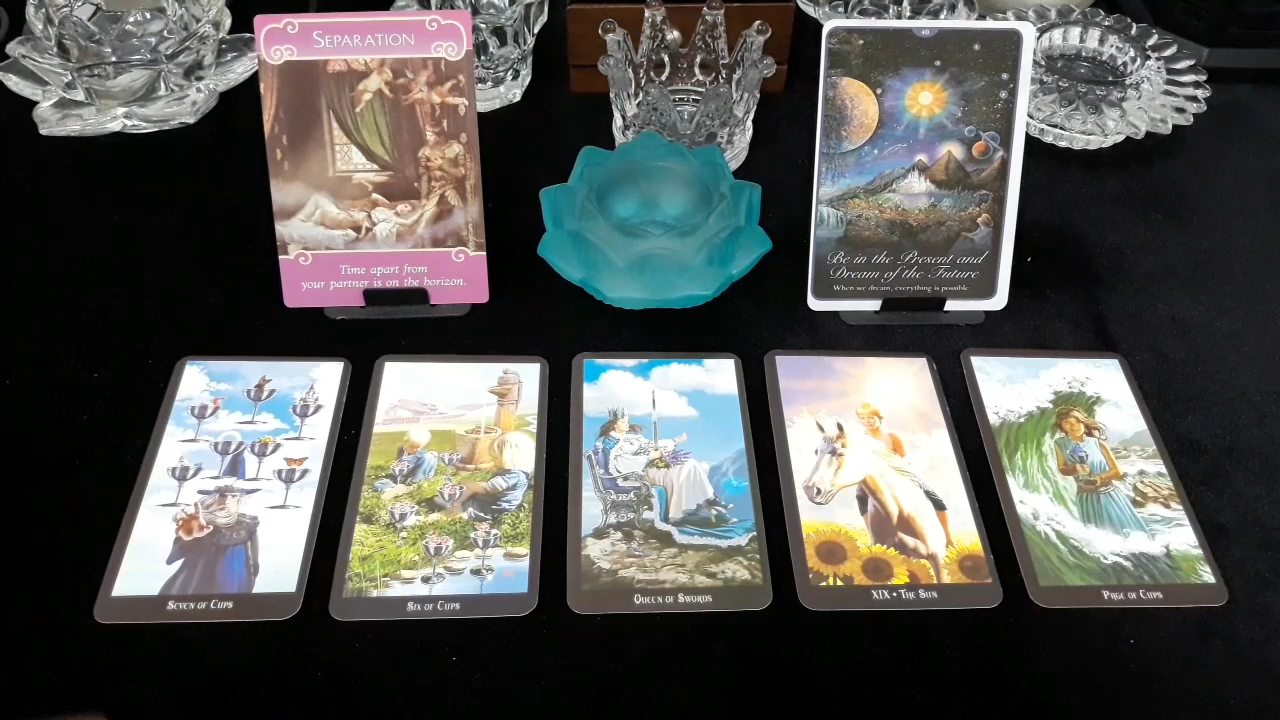 SEPARATION
Time apart from
your partner is on the horizon.
40
Be in the Present and
Dream of the Future
When we dream, everything is possible
SEVEN OF CUPS
SIX OF CUPS
QUEEN OF SWORDS
XIX • THE SUN
PAGE OF CUPS